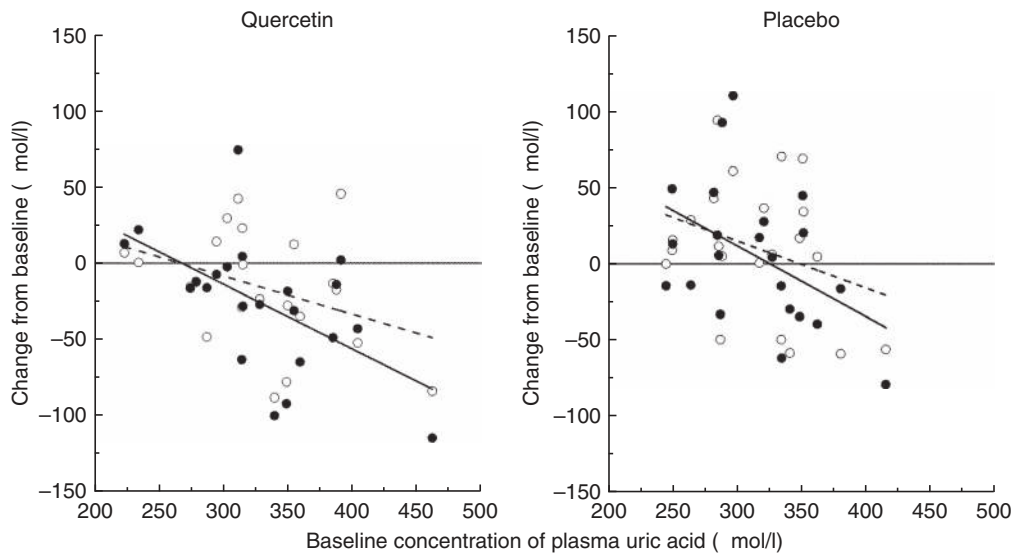 Quercetin
150
100
50
0
−50
−100
−150
200 250 300 350 400 450 500
Change from baseline ( mol/l)
Placebo
150
100
50
0
−50
−100
−150
200 250 300 350 400 450 500
Change from baseline ( mol/l)
Baseline concentration of plasma uric acid ( mol/l)